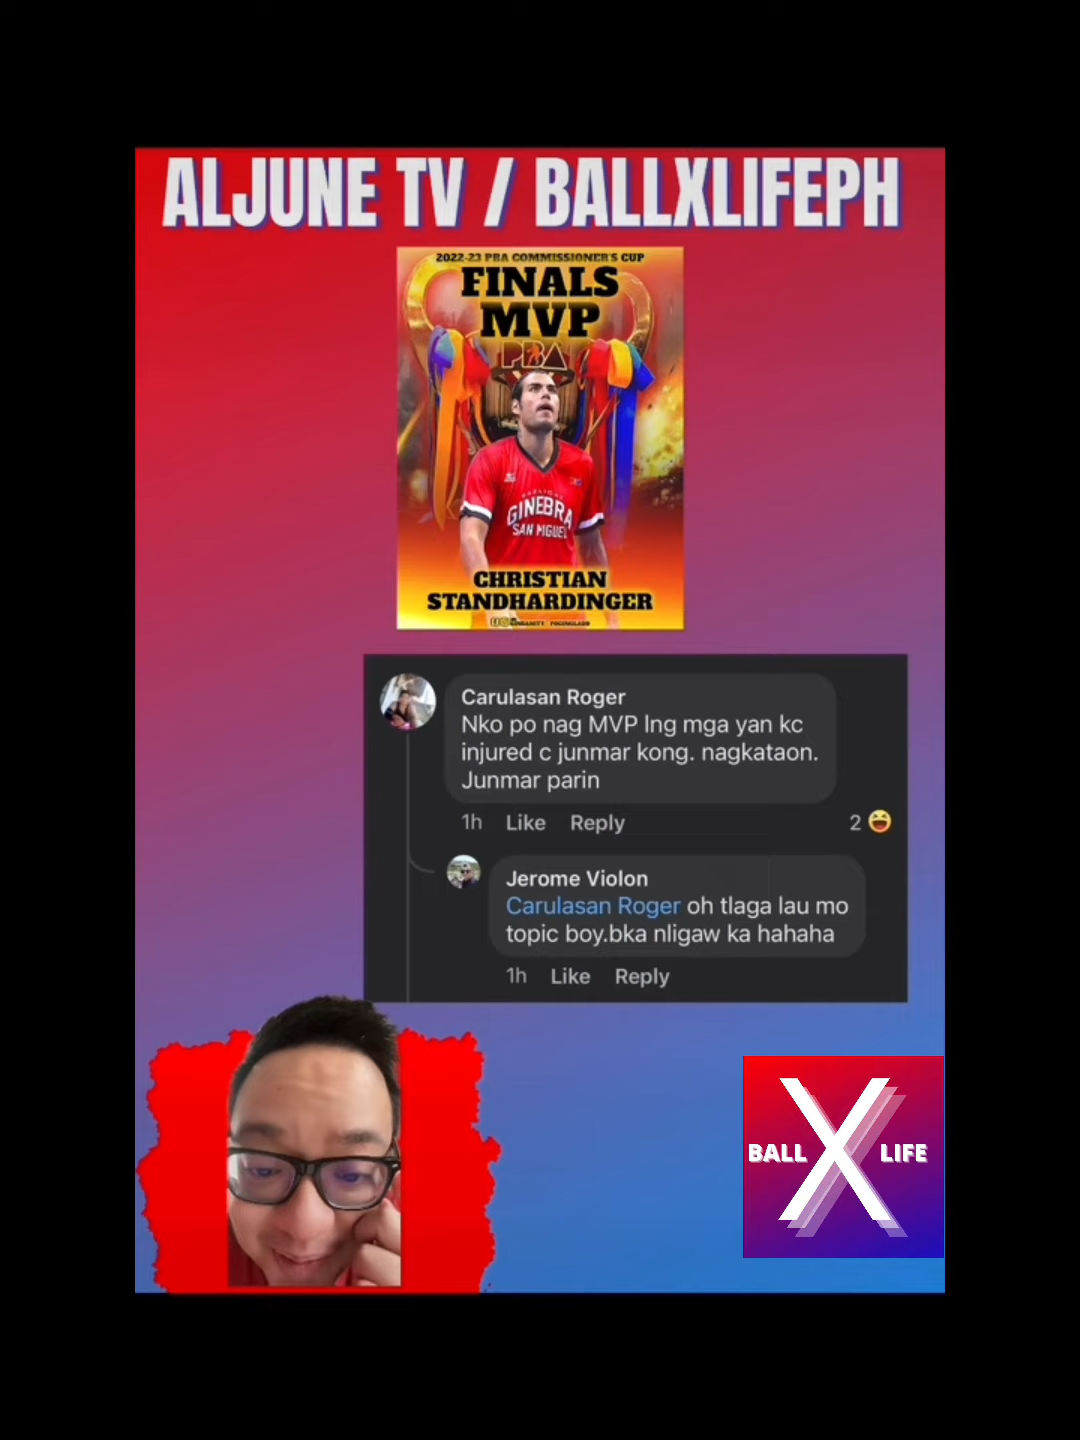 ALJUNE TV / BALLXLIFEPH
2022-23 PBA COMMISSIONER'S CUP
FINALS
MVP
PBA
GINEBRA
SAN MIGUEL
CHRISTIAN
STANDHARDINGER
Carulasan Roger
Nko po nag MVP lng mga yan kc
injured c junmar kong. nagkataon.
Junmar parin
1h Like Reply 2
Jerome Violon
Carulasan Roger oh tlaga lau mo
topic boy.bka nligaw ka hahaha
1h Like Reply
BALL X LIFE